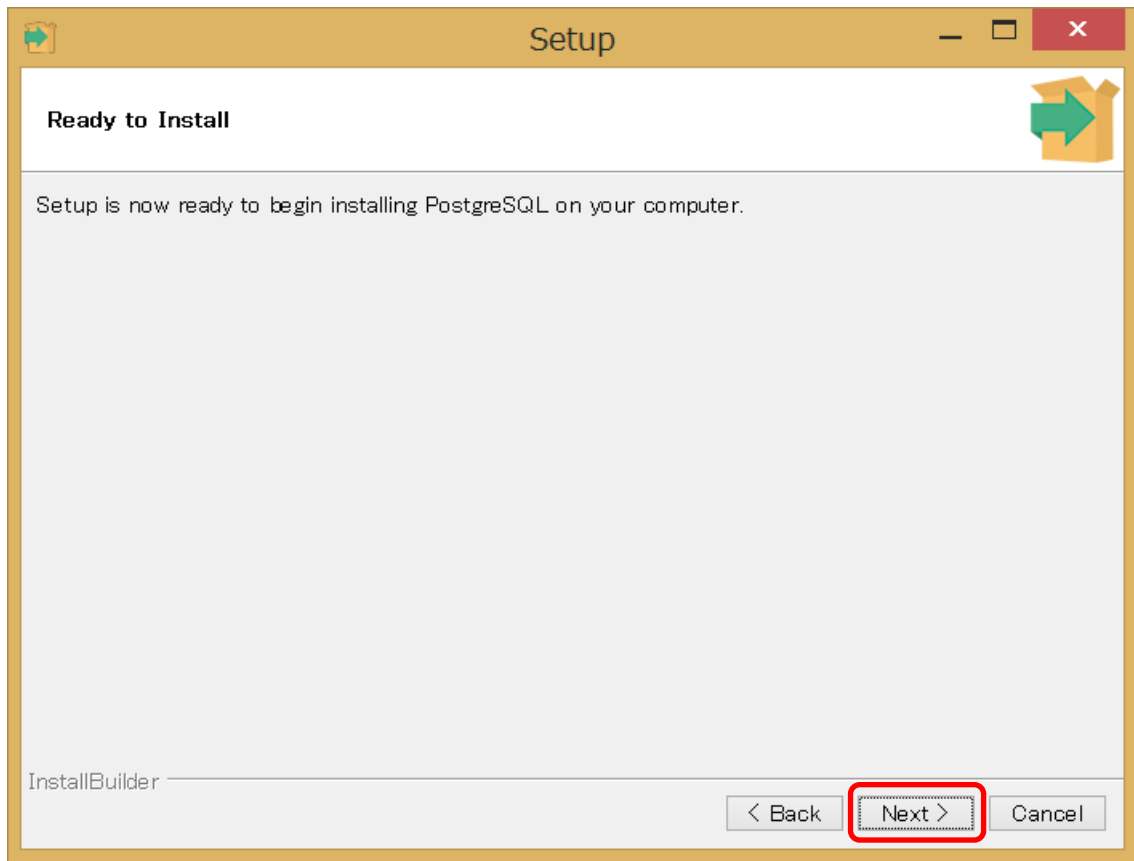 Setup
Ready to Install
Setup is now ready to begin installing PostgreSQL on your computer.
InstallBuilder
< Back Next > Cancel